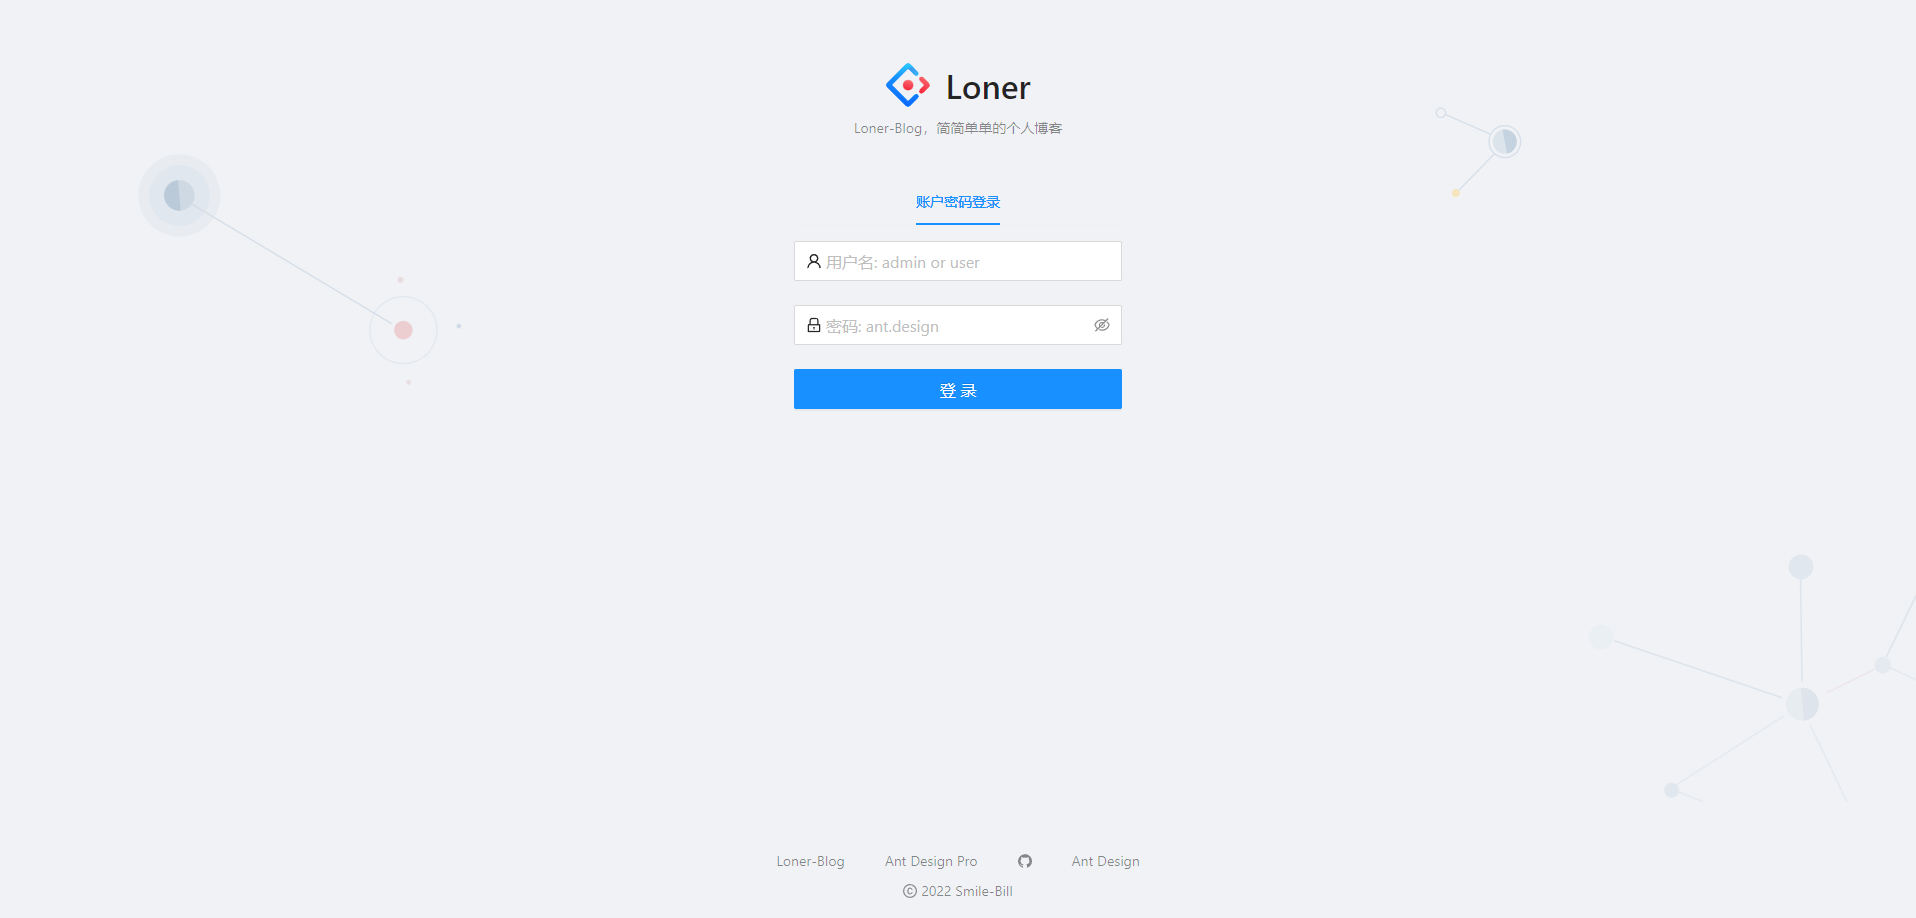 Loner
Loner-Blog，简简单单的个人博客
账户密码登录
用户名: admin or user
密码: ant.design
登 录
Loner-Blog Ant Design Pro Ant Design
© 2022 Smile-Bill